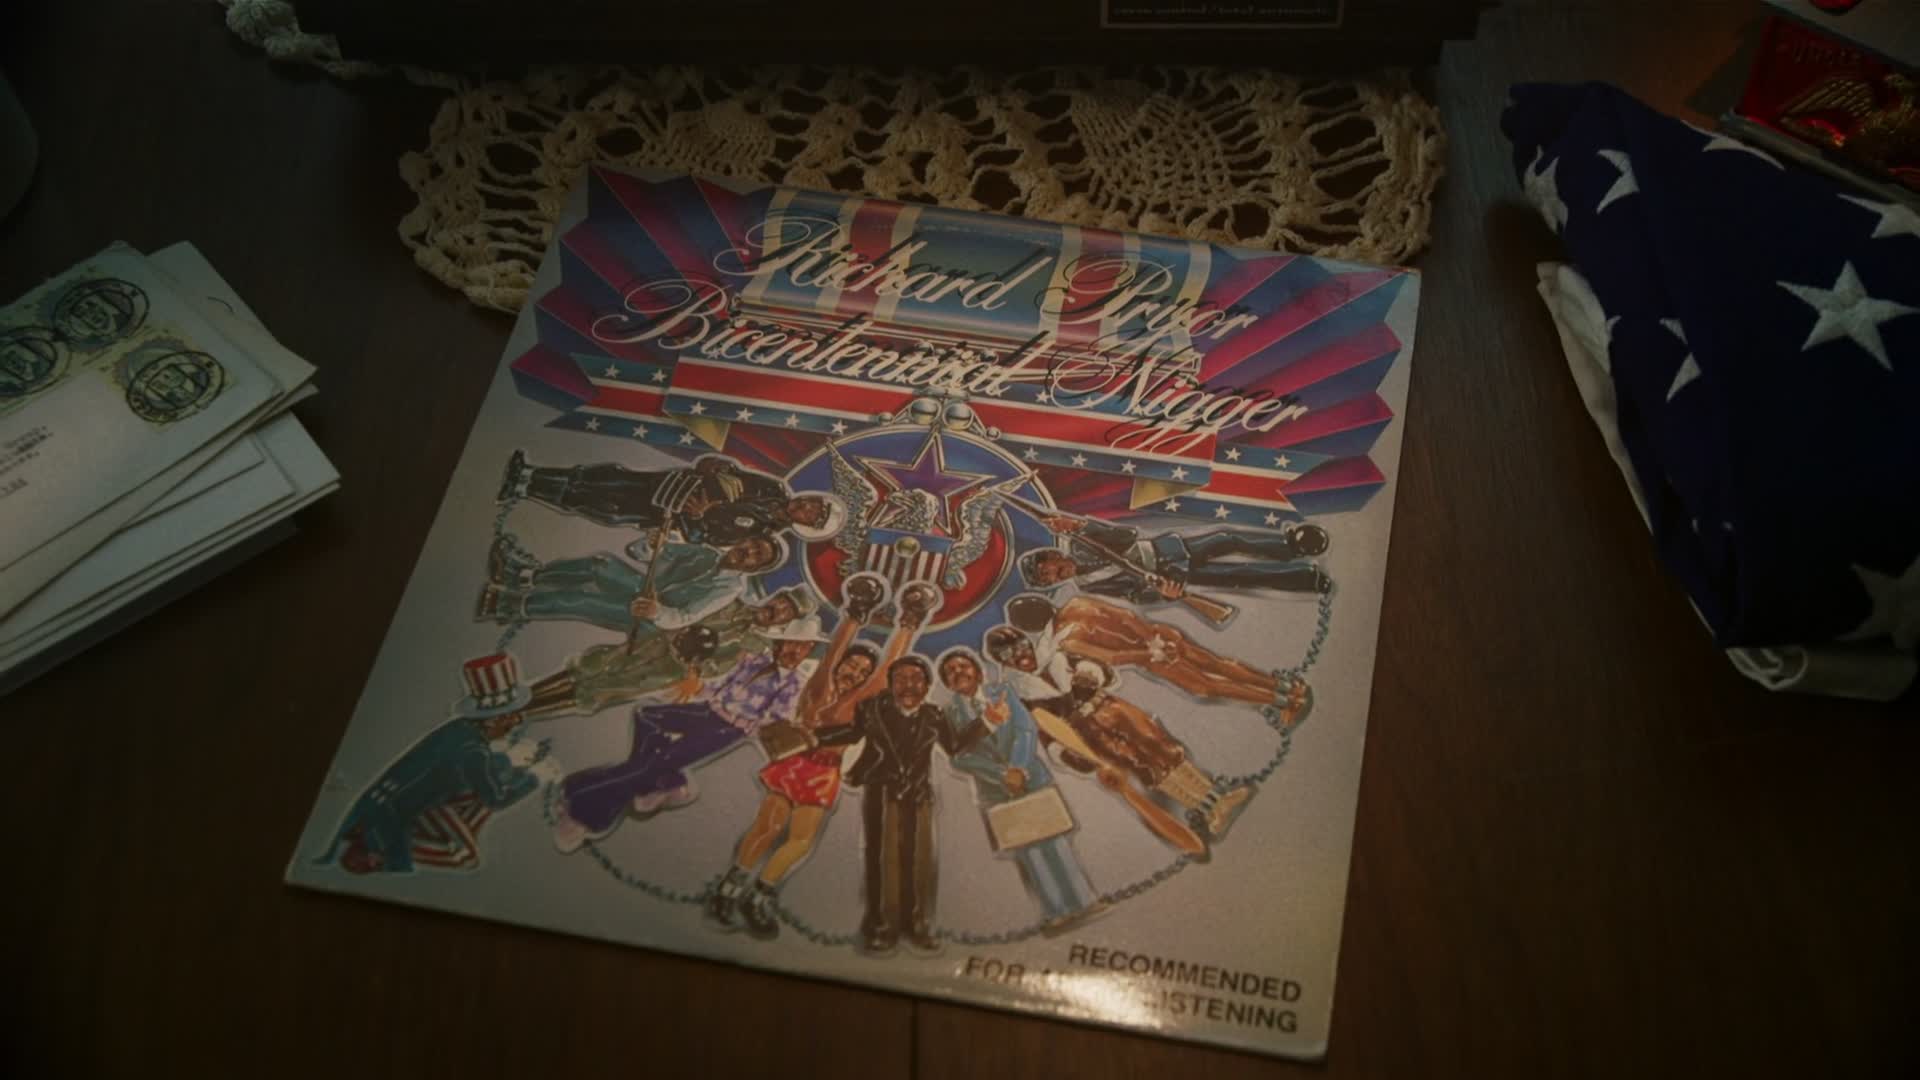 Richard Pryor
Bicentennial Nigger
RECOMMENDED
FOR LISTENING